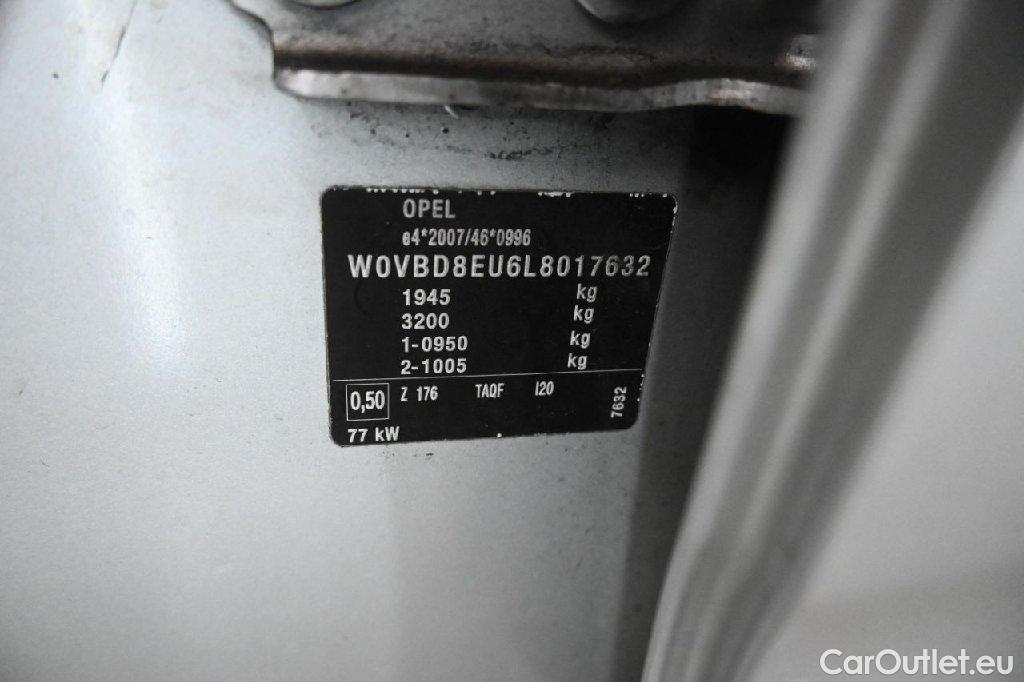 OPEL
e4*2007/46*0996
W0VBD8EU6L8017632
1945 kg
3200 kg
1-0950 kg
2-1005 kg
0,50 Z 176 TAQF I20
7632
77 kW
CarOutlet.eu